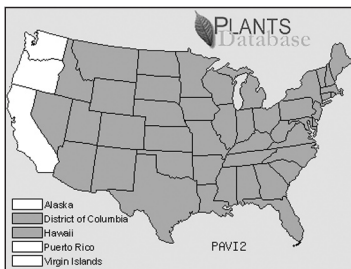 PLANTS
Database
Alaska
District of Columbia
Hawaii
Puerto Rico
Virgin Islands
PAVI2